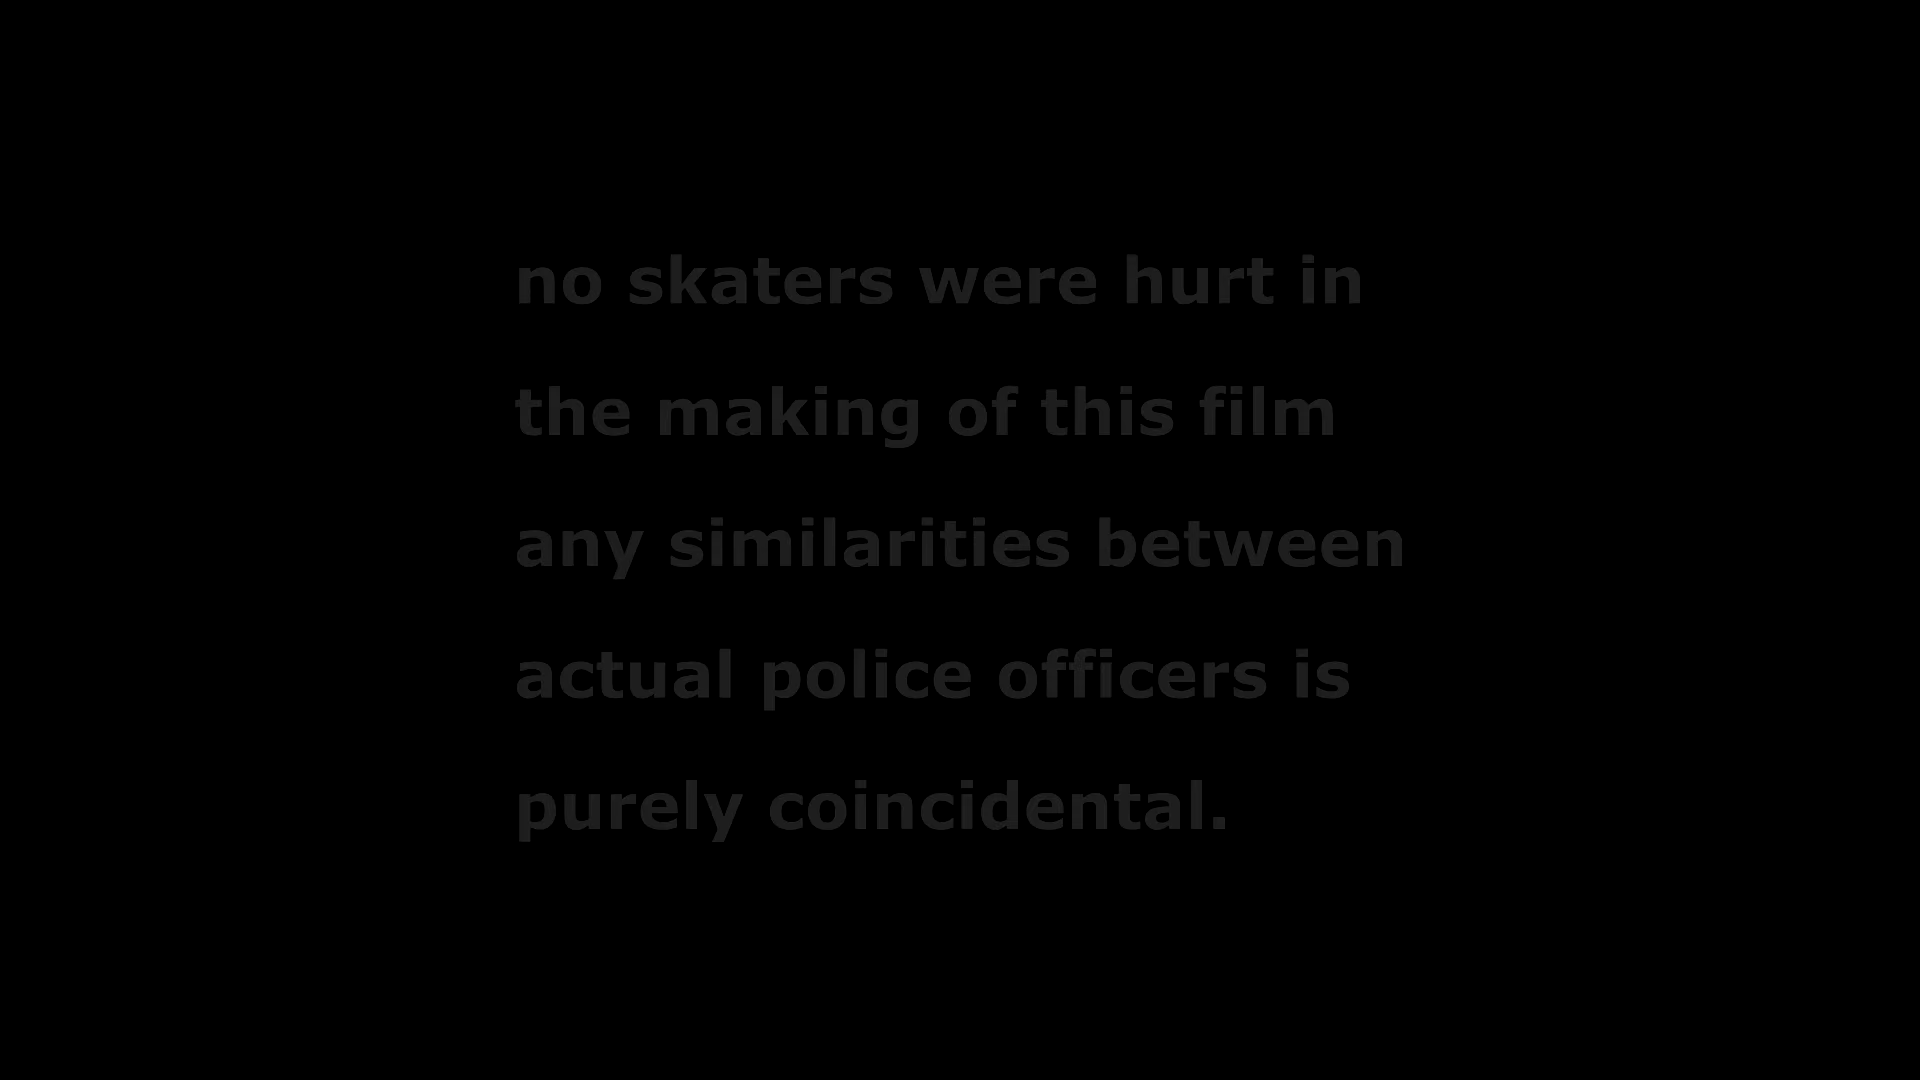 no skaters were hurt in
the making of this film
any similarities between
actual police officers is
purely coincidental.